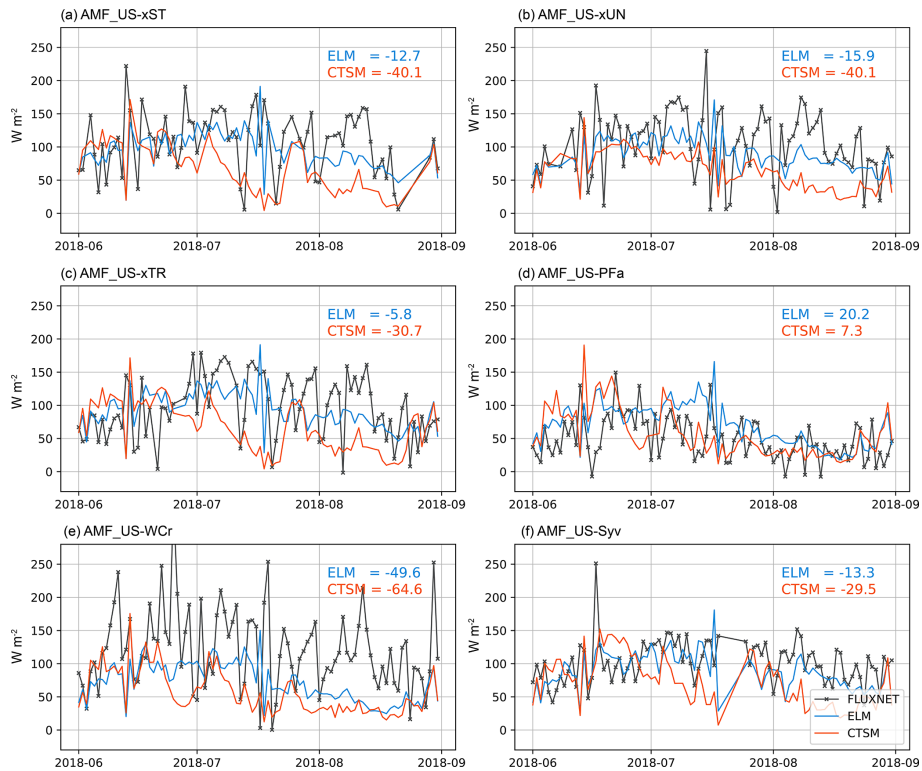 (a) AMF_US-xST
W m-2
250
200
150
100
50
0
ELM = -12.7
CTSM = -40.1
2018-06 2018-07 2018-08 2018-09
(b) AMF_US-xUN
W m-2
250
200
150
100
50
0
ELM = -15.9
CTSM = -40.1
2018-06 2018-07 2018-08 2018-09
(c) AMF_US-xTR
W m-2
250
200
150
100
50
0
ELM = -5.8
CTSM = -30.7
2018-06 2018-07 2018-08 2018-09
(d) AMF_US-PFa
W m-2
250
200
150
100
50
0
ELM = 20.2
CTSM = 7.3
2018-06 2018-07 2018-08 2018-09
(e) AMF_US-WCr
W m-2
250
200
150
100
50
0
ELM = -49.6
CTSM = -64.6
2018-06 2018-07 2018-08 2018-09
(f) AMF_US-Syv
W m-2
250
200
150
100
50
0
ELM = -13.3
CTSM = -29.5
FLUXNET
ELM
CTSM
2018-06 2018-07 2018-08 2018-09